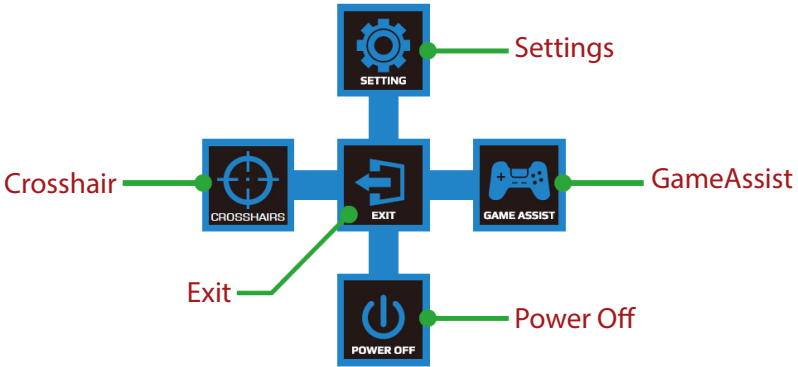 Settings
SETTING
Crosshair
CROSSHAIRS
EXIT
GAME ASSIST
GameAssist
Exit
POWER OFF
Power Off